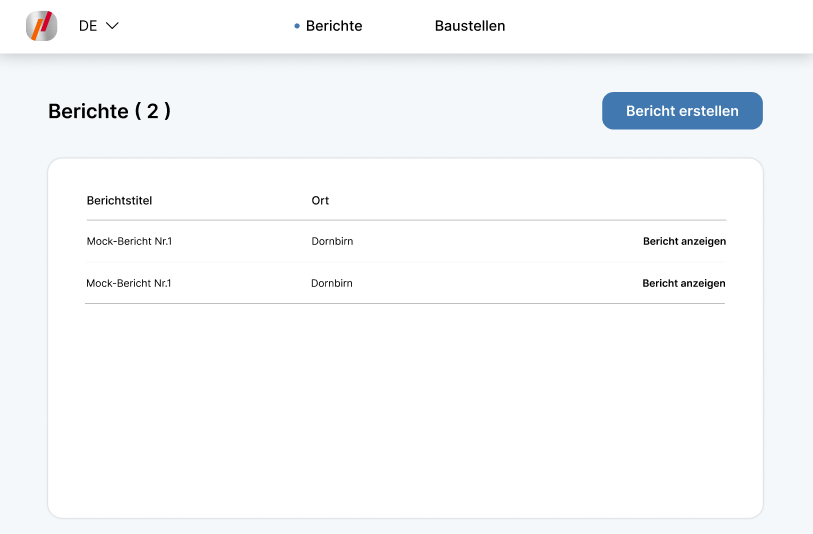 DE
Berichte
Baustellen
Berichte ( 2 )
Bericht erstellen
Berichtstitel Ort
Mock-Bericht Nr.1 Dornbirn Bericht anzeigen
Mock-Bericht Nr.1 Dornbirn Bericht anzeigen